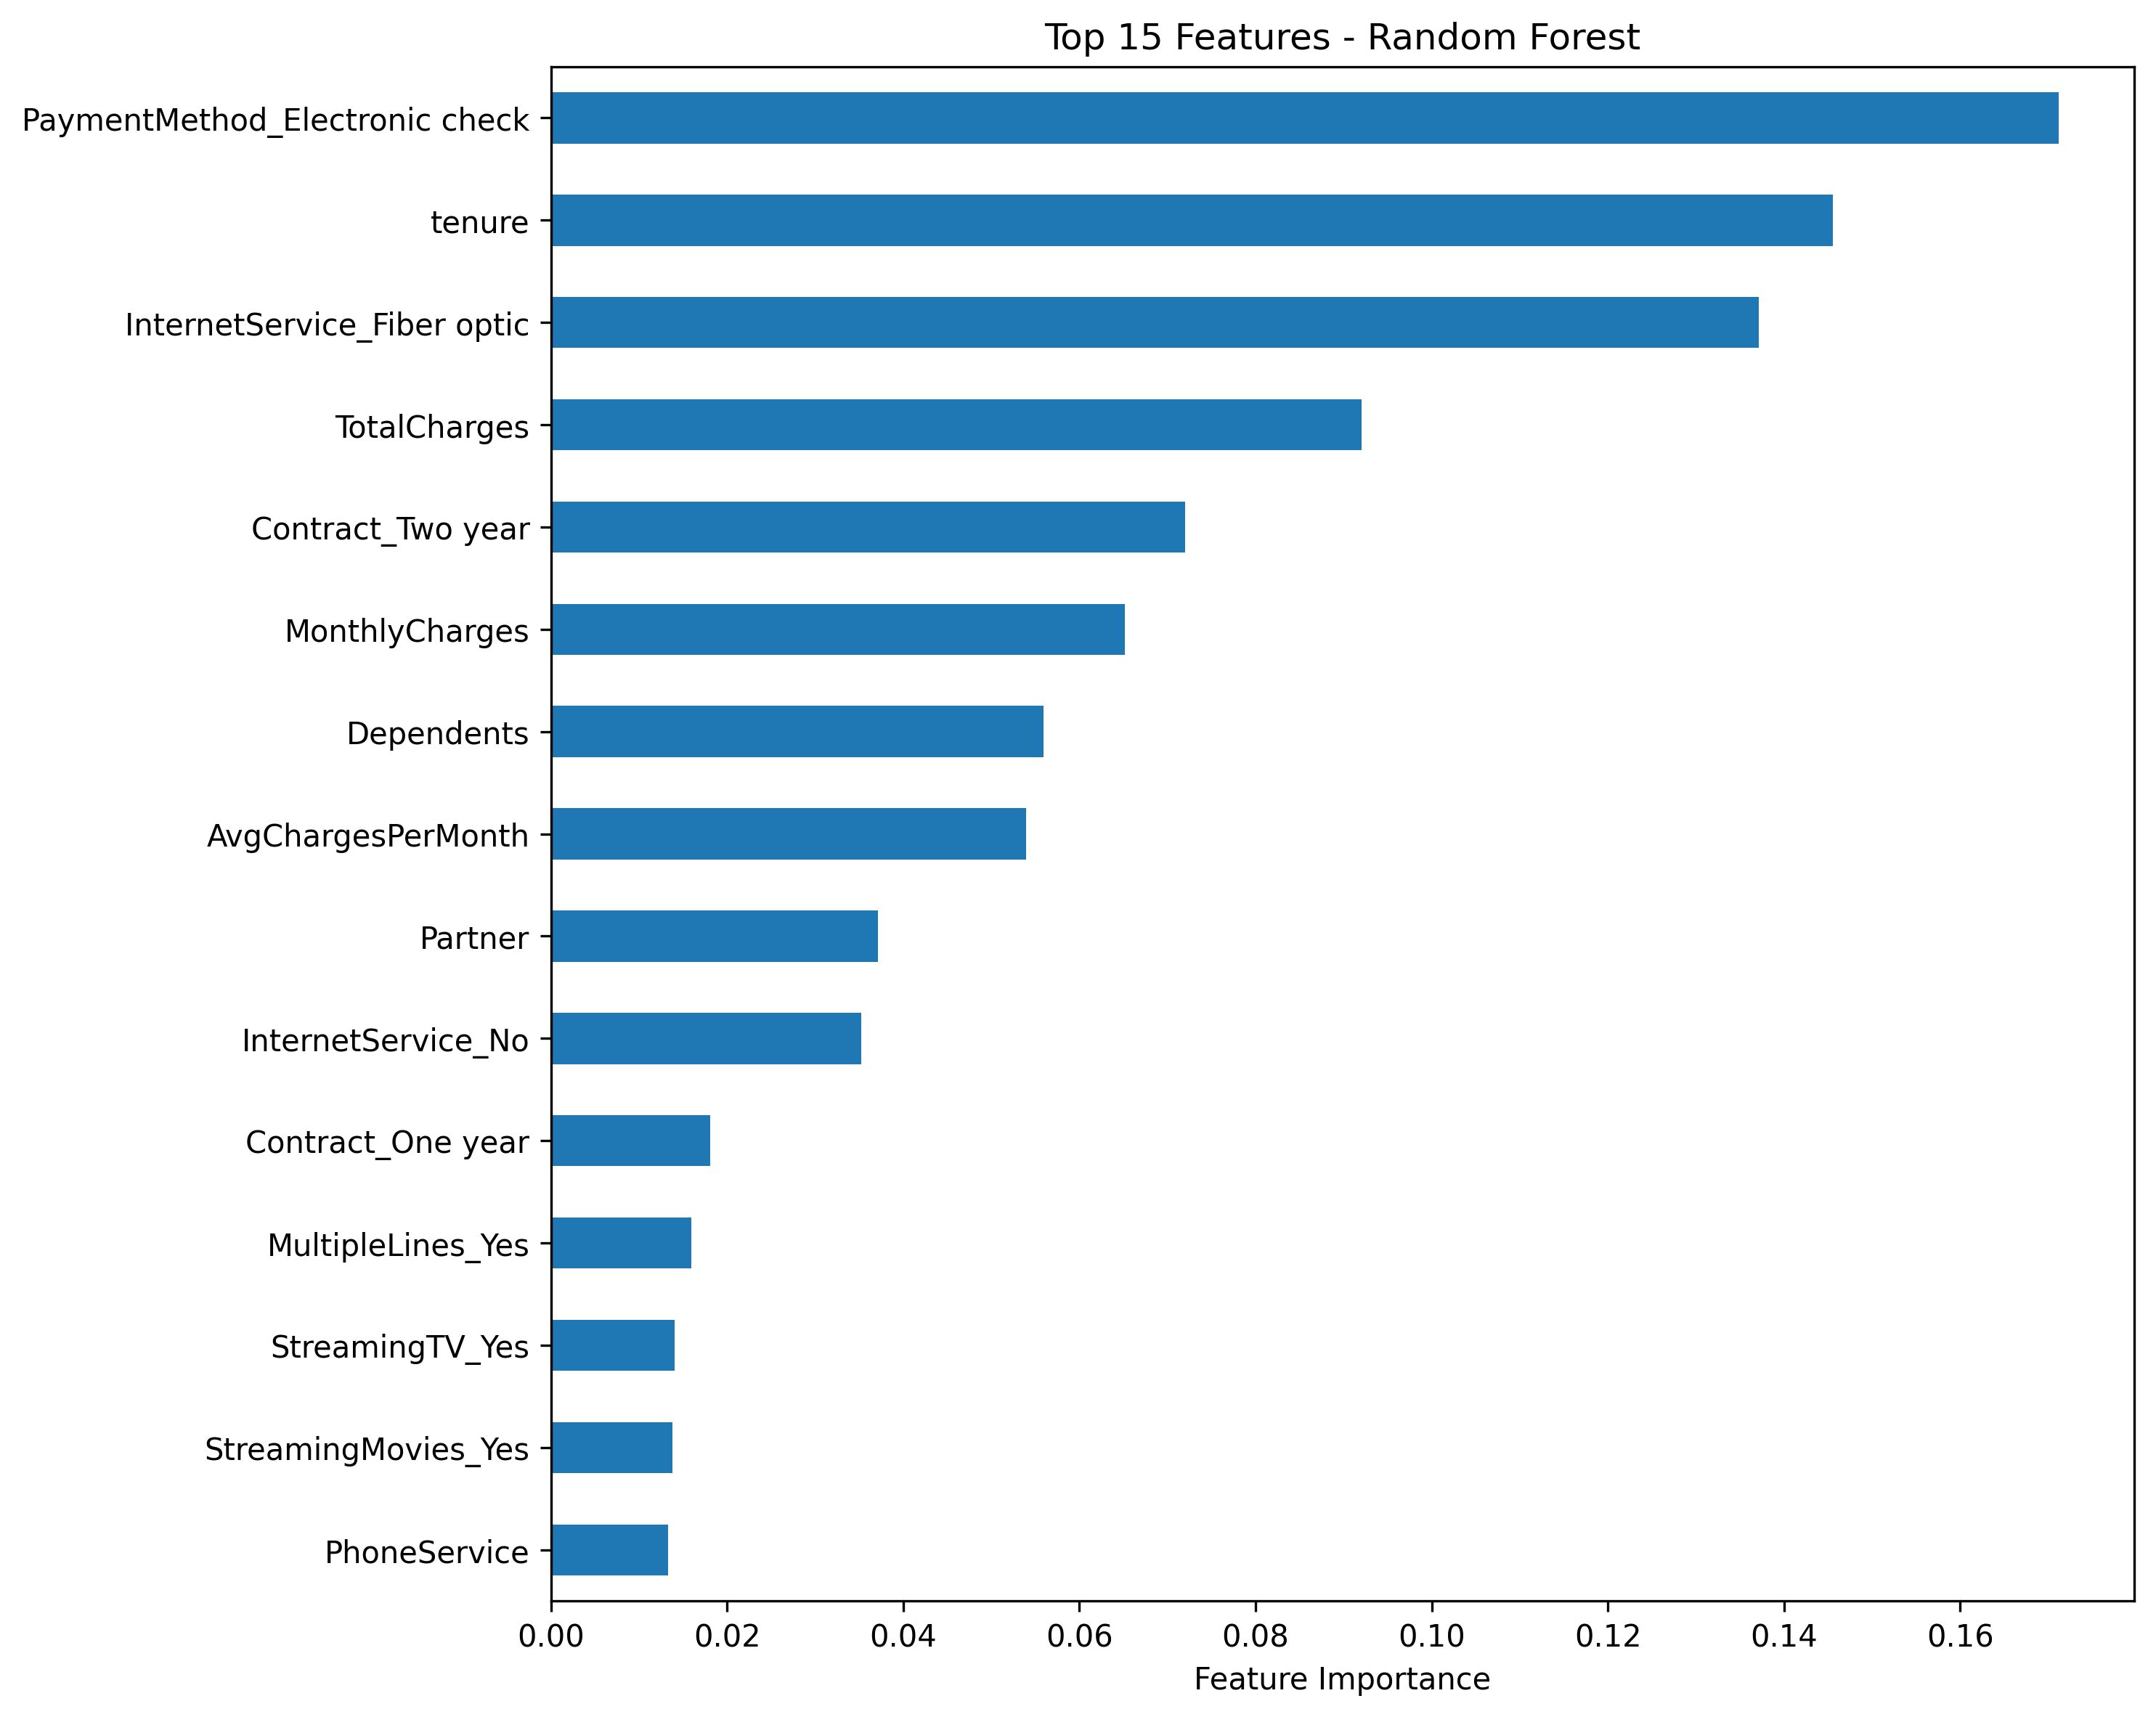 Top 15 Features - Random Forest
PaymentMethod_Electronic check
tenure
InternetService_Fiber optic
TotalCharges
Contract_Two year
MonthlyCharges
Dependents
AvgChargesPerMonth
Partner
InternetService_No
Contract_One year
MultipleLines_Yes
StreamingTV_Yes
StreamingMovies_Yes
PhoneService
0.00 0.02 0.04 0.06 0.08 0.10 0.12 0.14 0.16
Feature Importance